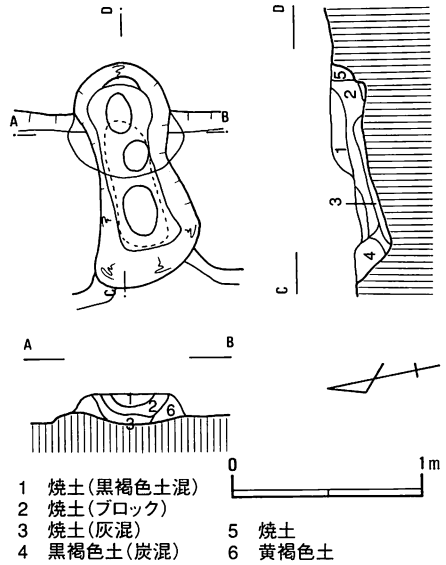 D
D
A
B
5
2
1
3
4
C
C
A
B
1
2
6
3
0
1m
1 焼土(黒褐色土混)
2 焼土(ブロック)
3 焼土(灰混)
4 黒褐色土(炭混)
5 焼土
6 黄褐色土